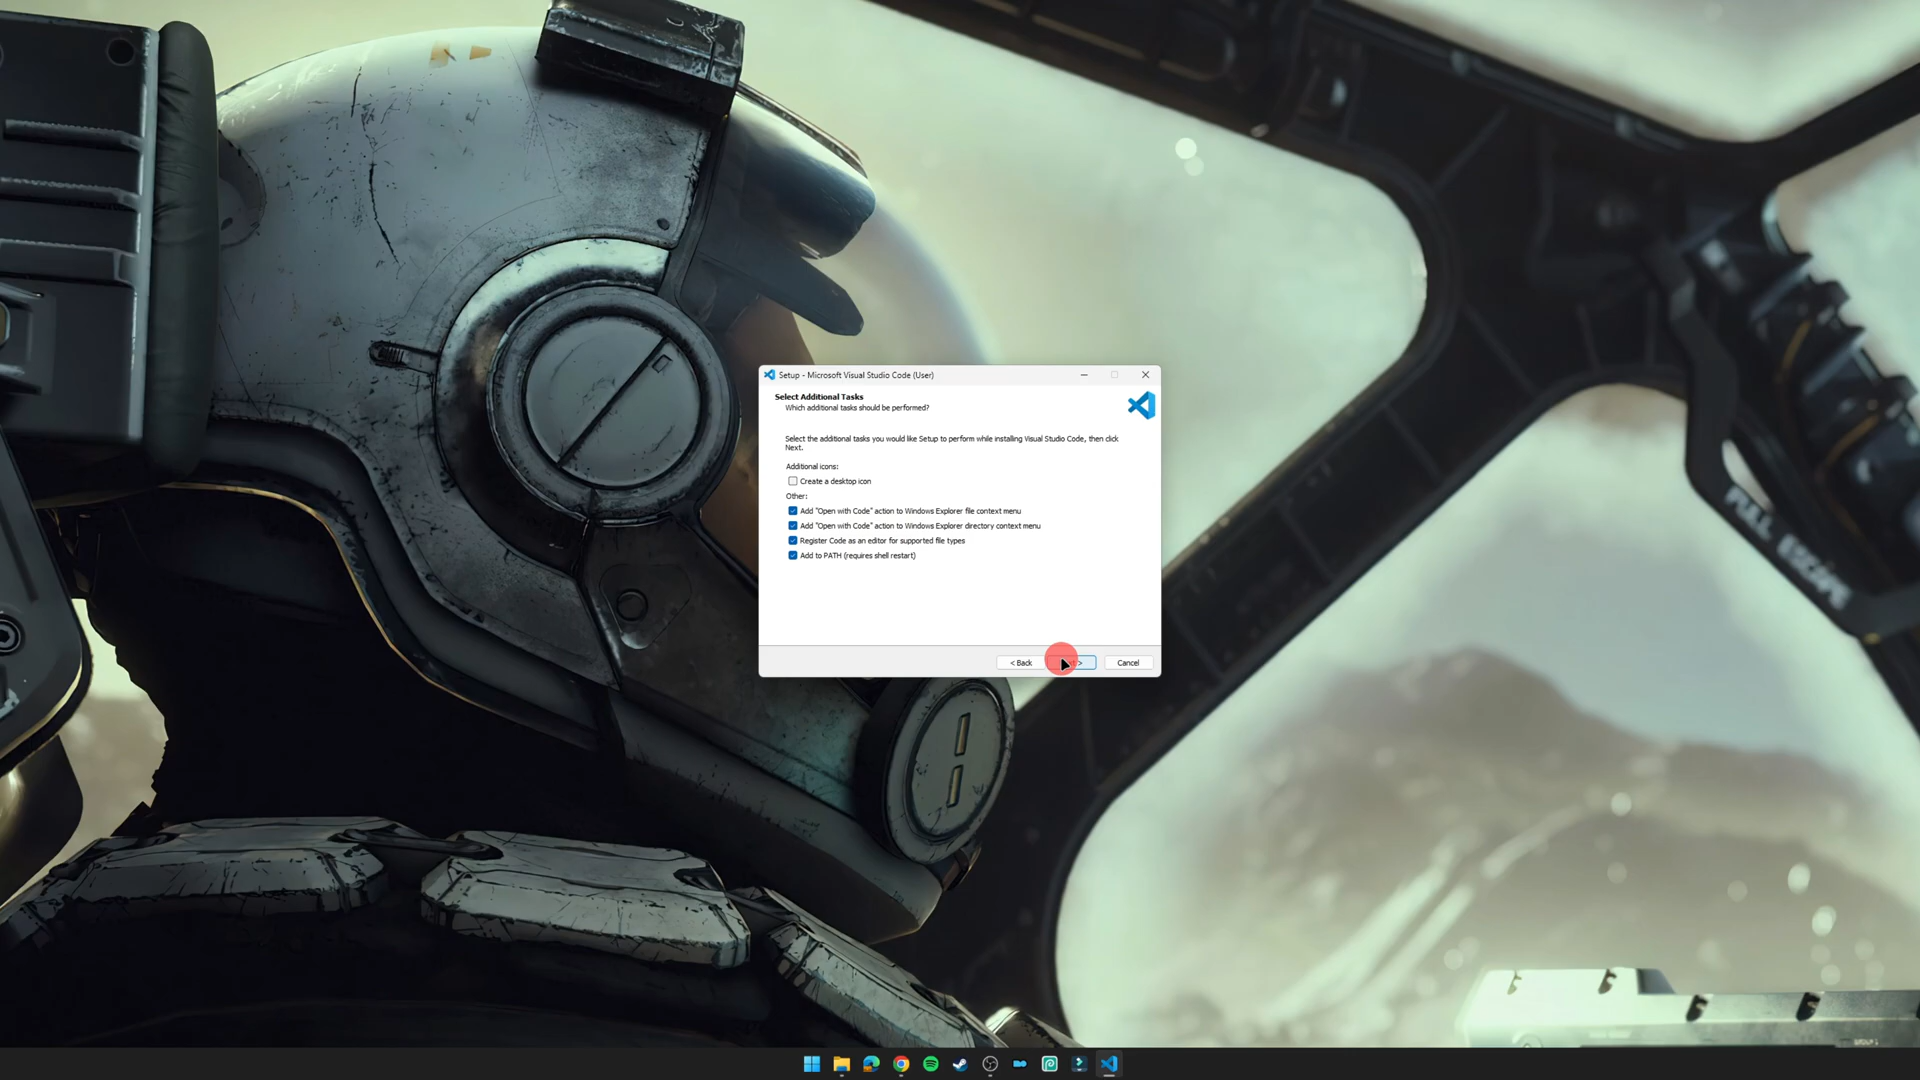 Setup - Microsoft Visual Studio Code (User)
Select Additional Tasks
Which additional tasks should be performed?
Select the additional tasks you would like Setup to perform while installing Visual Studio Code, then click
Next.
Additional icons:
Create a desktop icon
Other:
Add "Open with Code" action to Windows Explorer file context menu
Add "Open with Code" action to Windows Explorer directory context menu
Register Code as an editor for supported file types
Add to PATH (requires shell restart)
< Back
>
Cancel
FULL ESCAPE